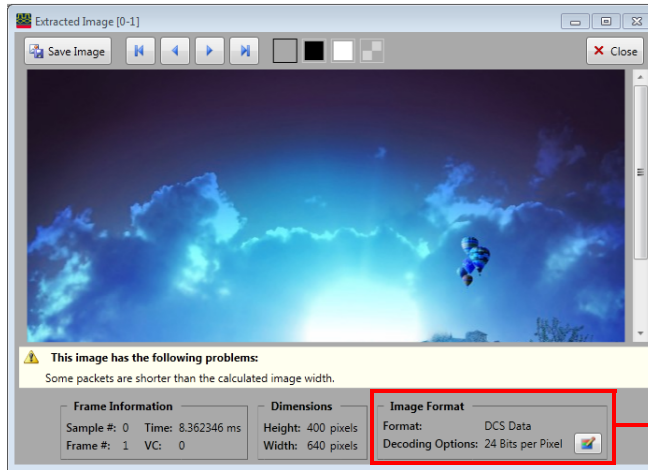 Extracted Image [0-1]
Save Image
Close
This image has the following problems:
Some packets are shorter than the calculated image width.
Frame Information
Sample #: 0 Time: 8.362346 ms
Frame #: 1 VC: 0
Dimensions
Height: 400 pixels
Width: 640 pixels
Image Format
Format: DCS Data
Decoding Options: 24 Bits per Pixel